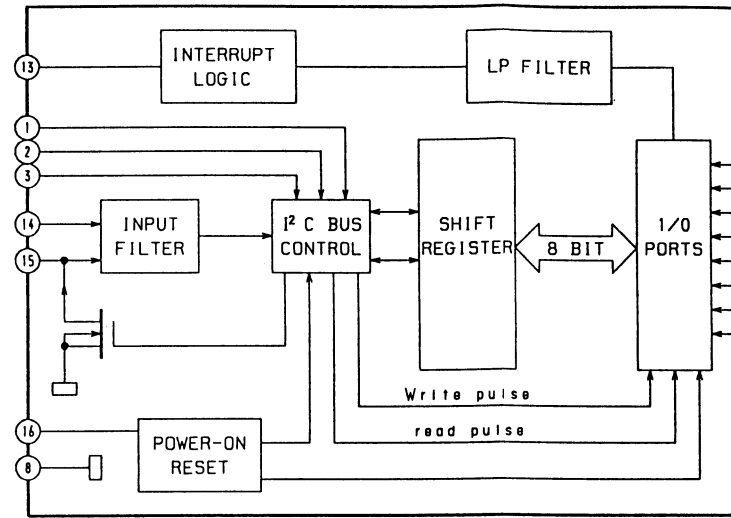 13
INTERRUPT
LOGIC
LP FILTER
1
2
3
14
INPUT
FILTER
I² C BUS
CONTROL
SHIFT
REGISTER
8 BIT
I/O
PORTS
15
Write pulse
read pulse
16
POWER-ON
RESET
8